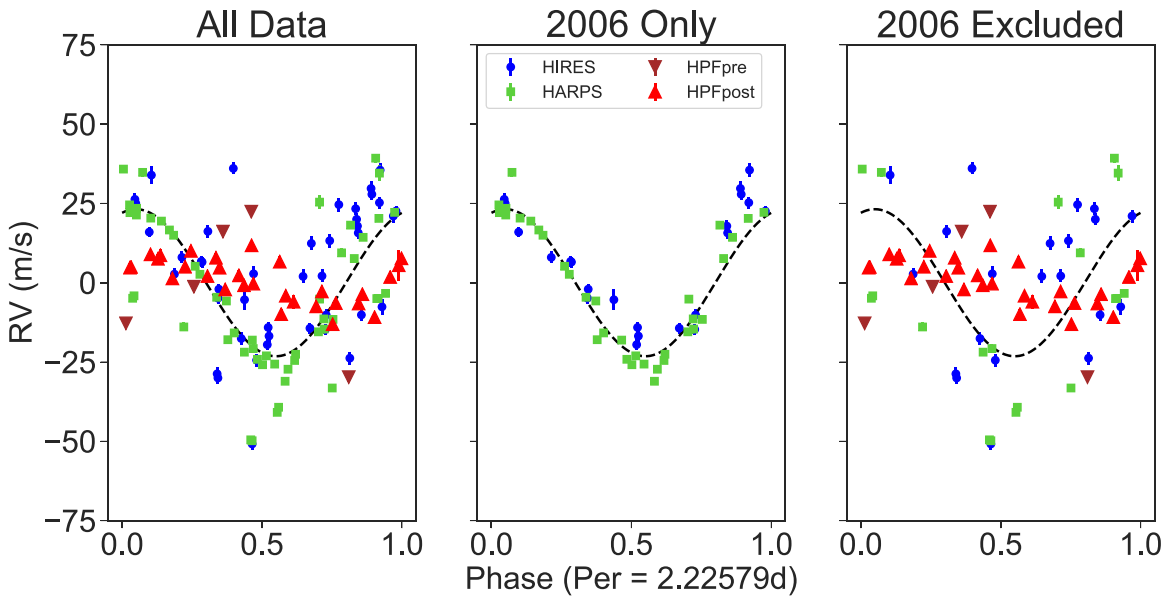 All Data
2006 Only
2006 Excluded
RV (m/s)
75
50
25
0
−25
−50
−75
HIRES
HARPS
HPFpre
HPFpost
0.0 0.5 1.0
0.0 0.5 1.0
0.0 0.5 1.0
Phase (Per = 2.22579d)